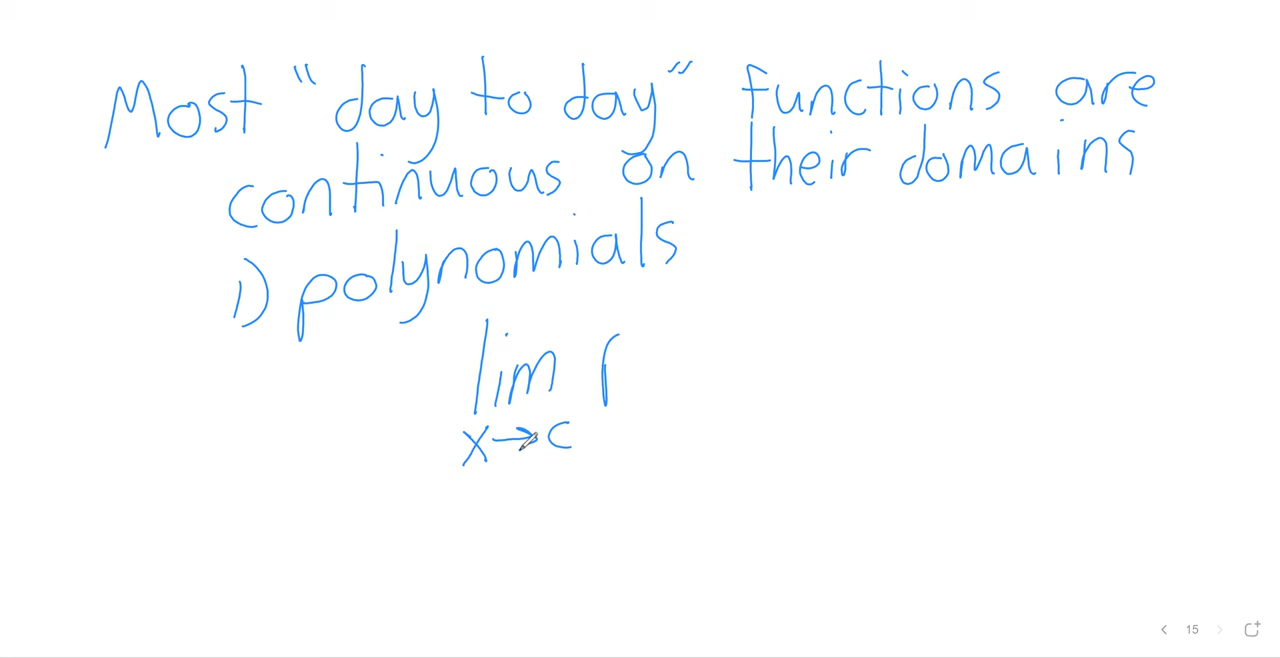 Most "day to day" functions are
continuous on their domains
1) polynomials
lim
x→c
15